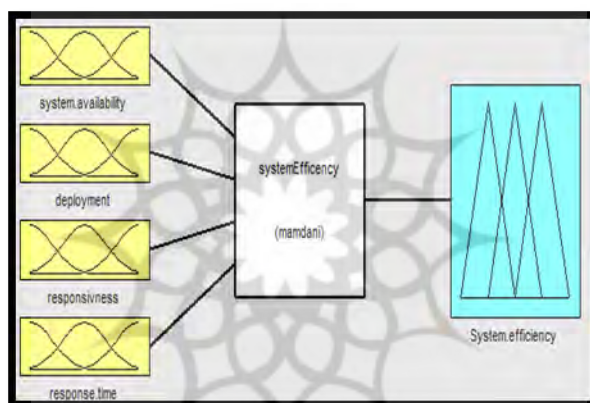 system.availability
deployment
responsivness
response.time
systemEfficency
(mamdani)
System.efficiency